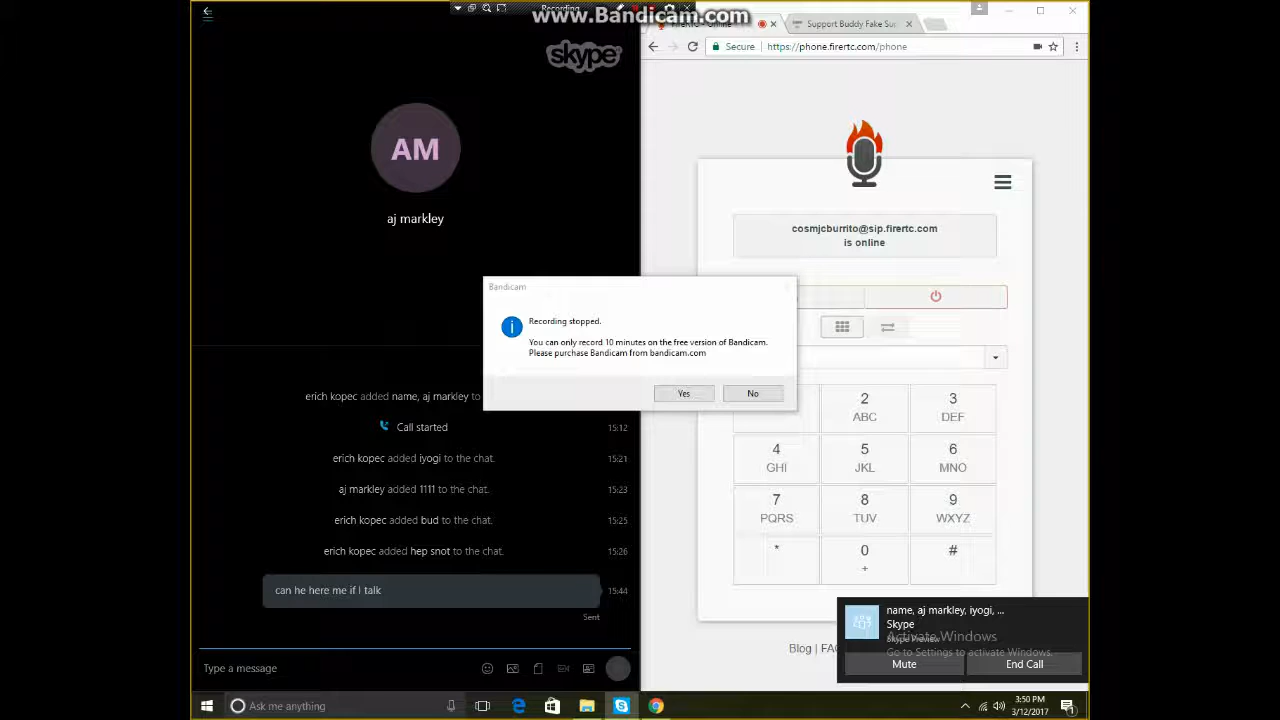 Recording
www.Bandicam.com
Support Buddy Fake Su
Secure
https://phone.firertc.com/phone
skype
AM
aj markley
cosmjcburrito@sip.firertc.com
is online
Bandicam
Recording stopped.
You can only record 10 minutes on the free version of Bandicam.
Please purchase Bandicam from bandicam.com
Yes
No
erich kopec added name, aj markley to
Call started
15:12
erich kopec added iyogi to the chat.
15:21
aj markley added 1111 to the chat.
15:23
erich kopec added bud to the chat.
15:25
erich kopec added hep snot to the chat.
15:26
can he here me if I talk
15:44
Sent
2
ABC
3
DEF
4
GHI
5
JKL
6
MNO
7
PQRS
8
TUV
9
WXYZ
*
0
+
#
Blog | FA
name, aj markley, iyogi, ...
Skype
Skype Preview
Activate Windows
Go to Settings to activate Windows.
Mute
End Call
Type a message
Ask me anything
3:50 PM
3/12/2017
1